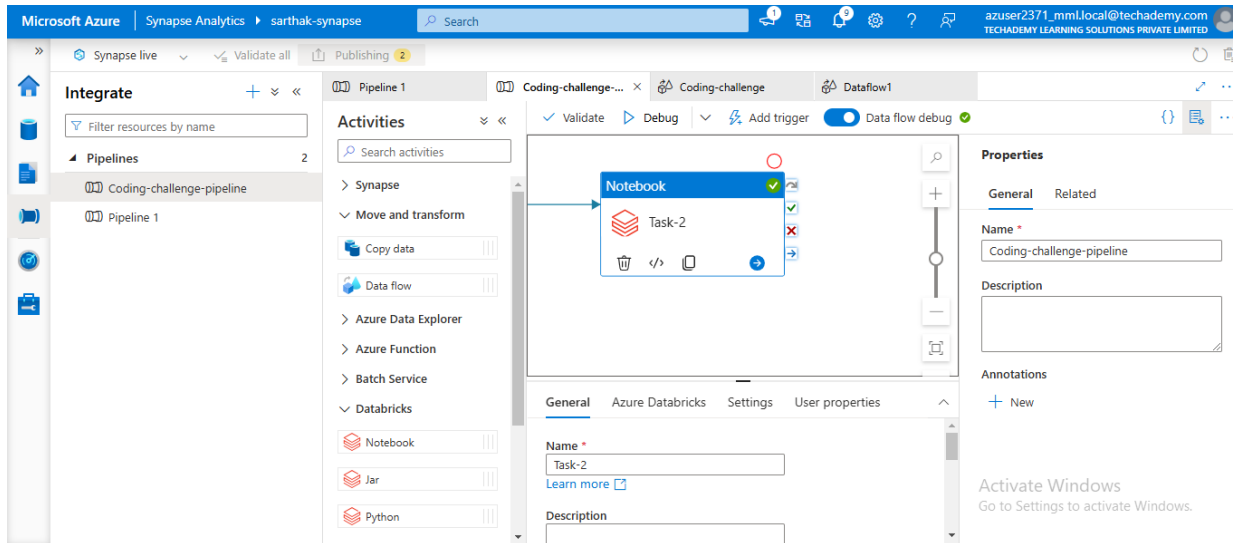 Microsoft Azure | Synapse Analytics ▸ sarthak-synapse
Search
1
9
?
azuser2371_mml.local@techademy.com
TECHADEMY LEARNING SOLUTIONS PRIVATE LIMITED
»
Synapse live
Validate all
Publishing 2
Integrate
Filter resources by name
Pipelines 2
Coding-challenge-pipeline
Pipeline 1
Pipeline 1
Coding-challenge-... ×
Coding-challenge
Dataflow1
Activities
Search activities
Synapse
Move and transform
Copy data
Data flow
Azure Data Explorer
Azure Function
Batch Service
Databricks
Notebook
Jar
Python
Validate
Debug
Add trigger
Data flow debug
{}
Notebook
Task-2
</>
General
Azure Databricks
Settings
User properties
Name *
Task-2
Learn more
Description
Properties
General
Related
Name *
Coding-challenge-pipeline
Description
Annotations
+ New
Activate Windows
Go to Settings to activate Windows.